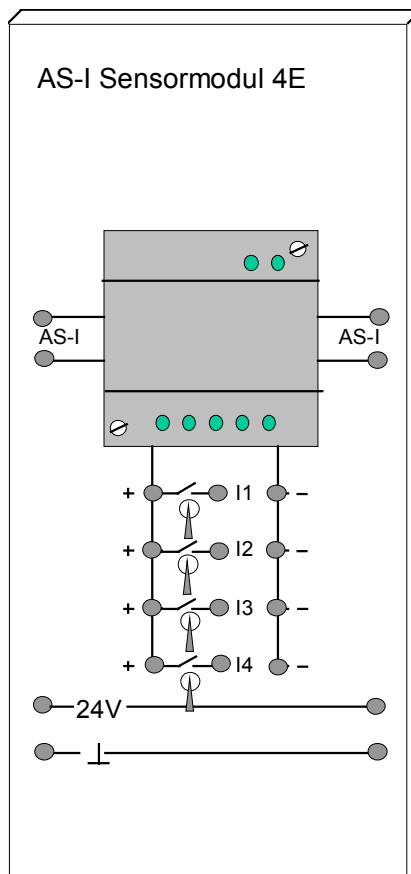 AS-I Sensormodul 4E
AS-I AS-I
+ I1 –
+ I2 –
+ I3 –
+ I4 –
24V